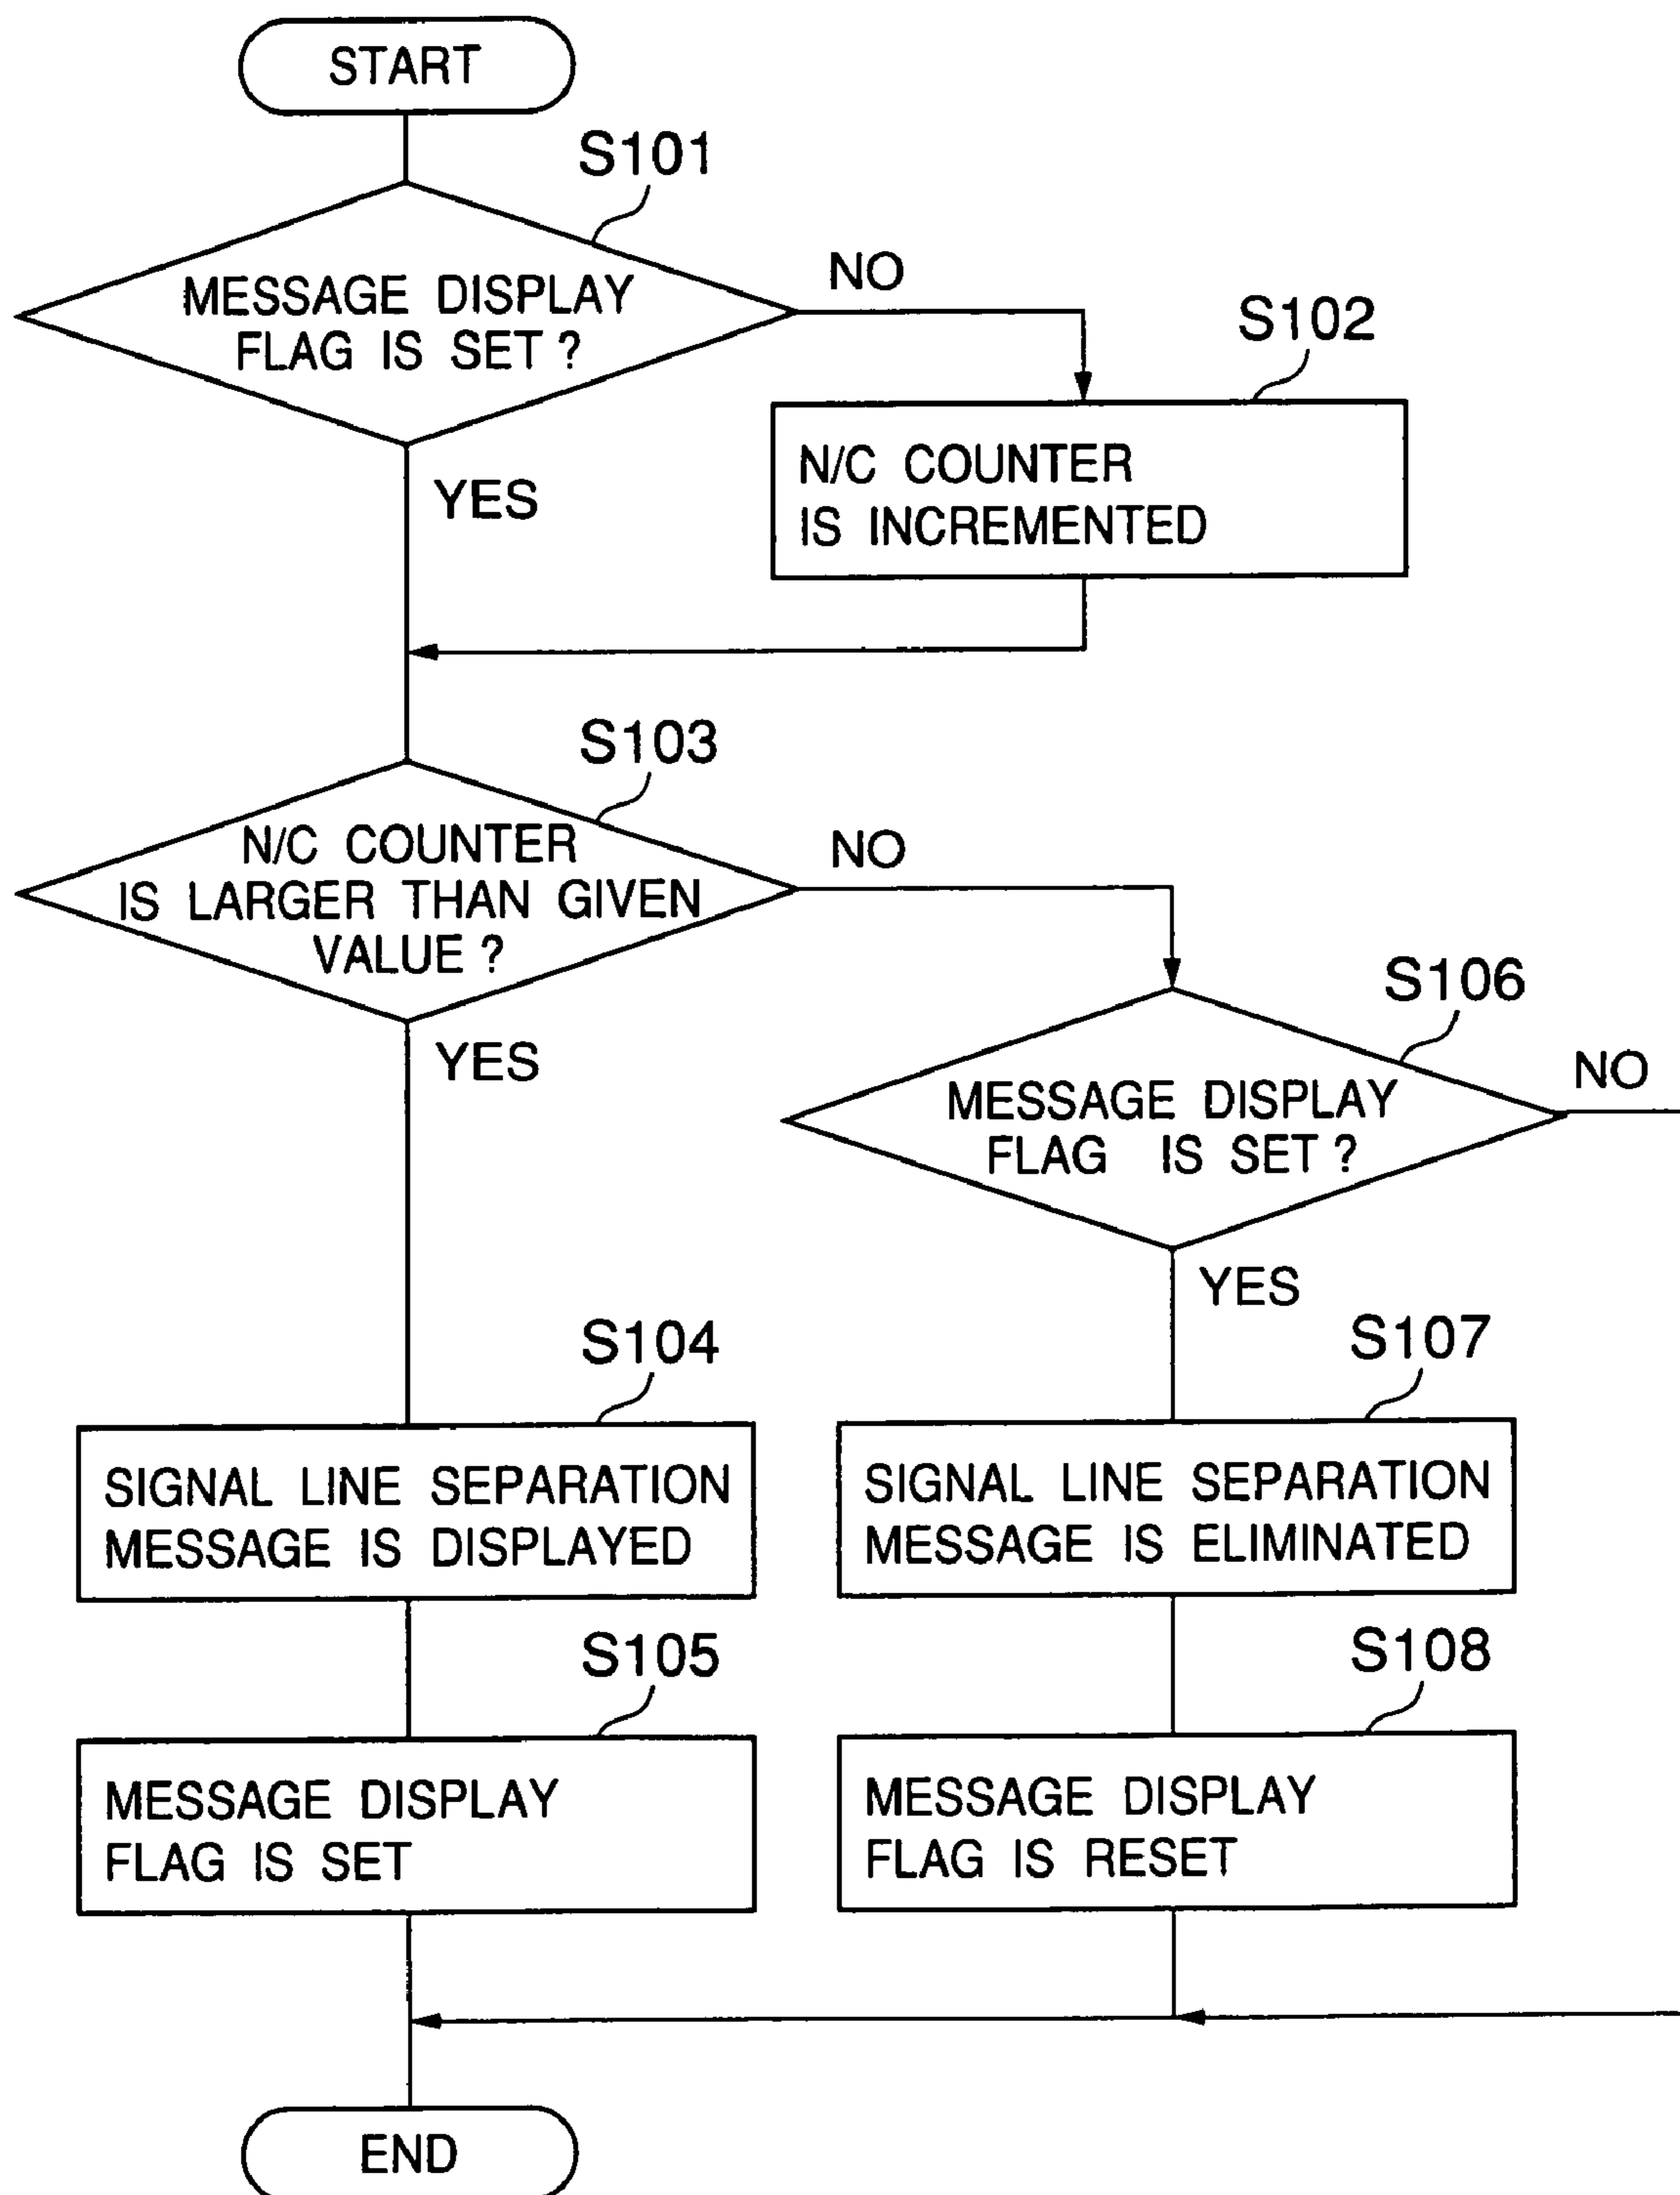 START
S101
MESSAGE DISPLAY
FLAG IS SET ?
NO
YES
S102
N/C COUNTER
IS INCREMENTED
S103
N/C COUNTER
IS LARGER THAN GIVEN
VALUE ?
NO
YES
S106
MESSAGE DISPLAY
FLAG IS SET ?
NO
YES
S104
SIGNAL LINE SEPARATION
MESSAGE IS DISPLAYED
S107
SIGNAL LINE SEPARATION
MESSAGE IS ELIMINATED
S105
MESSAGE DISPLAY
FLAG IS SET
S108
MESSAGE DISPLAY
FLAG IS RESET
END